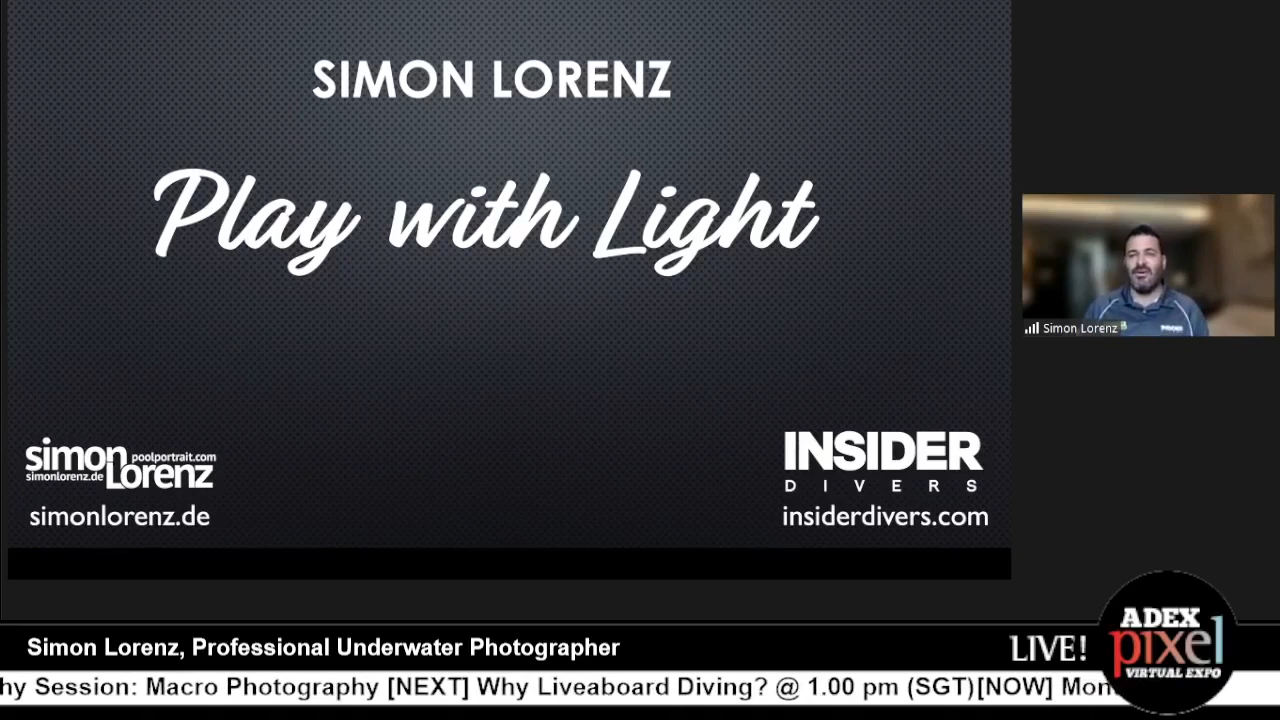 SIMON LORENZ
Play with Light
simon poolportrait.com
simonlorenz.de Lorenz
simonlorenz.de
INSIDER
DIVERS
insiderdivers.com
Simon Lorenz
Simon Lorenz, Professional Underwater Photographer
LIVE!
ADEX
pixel
VIRTUAL EXPO
hy Session: Macro Photography [NEXT] Why Liveaboard Diving? @ 1.00 pm (SGT)[NOW] Mon